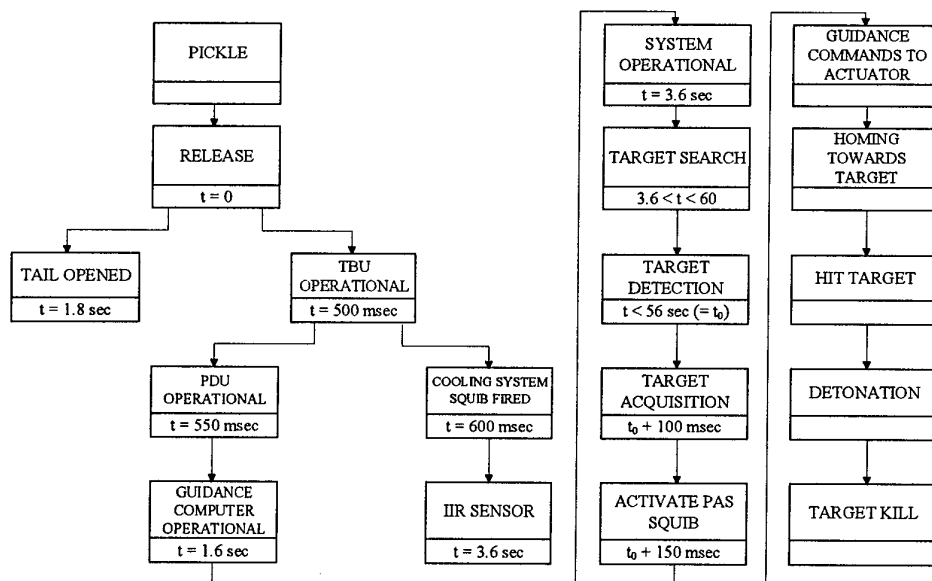 PICKLE
RELEASE
t = 0
TAIL OPENED
t = 1.8 sec
TBU
OPERATIONAL
t = 500 msec
PDU
OPERATIONAL
t = 550 msec
COOLING SYSTEM
SQUIB FIRED
t = 600 msec
GUIDANCE
COMPUTER
OPERATIONAL
t = 1.6 sec
IIR SENSOR
t = 3.6 sec
SYSTEM
OPERATIONAL
t = 3.6 sec
TARGET SEARCH
3.6 < t < 60
TARGET
DETECTION
t < 56 sec (= t₀)
TARGET
ACQUISITION
t₀ + 100 msec
ACTIVATE PAS
SQUIB
t₀ + 150 msec
GUIDANCE
COMMANDS TO
ACTUATOR
HOMING
TOWARDS
TARGET
HIT TARGET
DETONATION
TARGET KILL